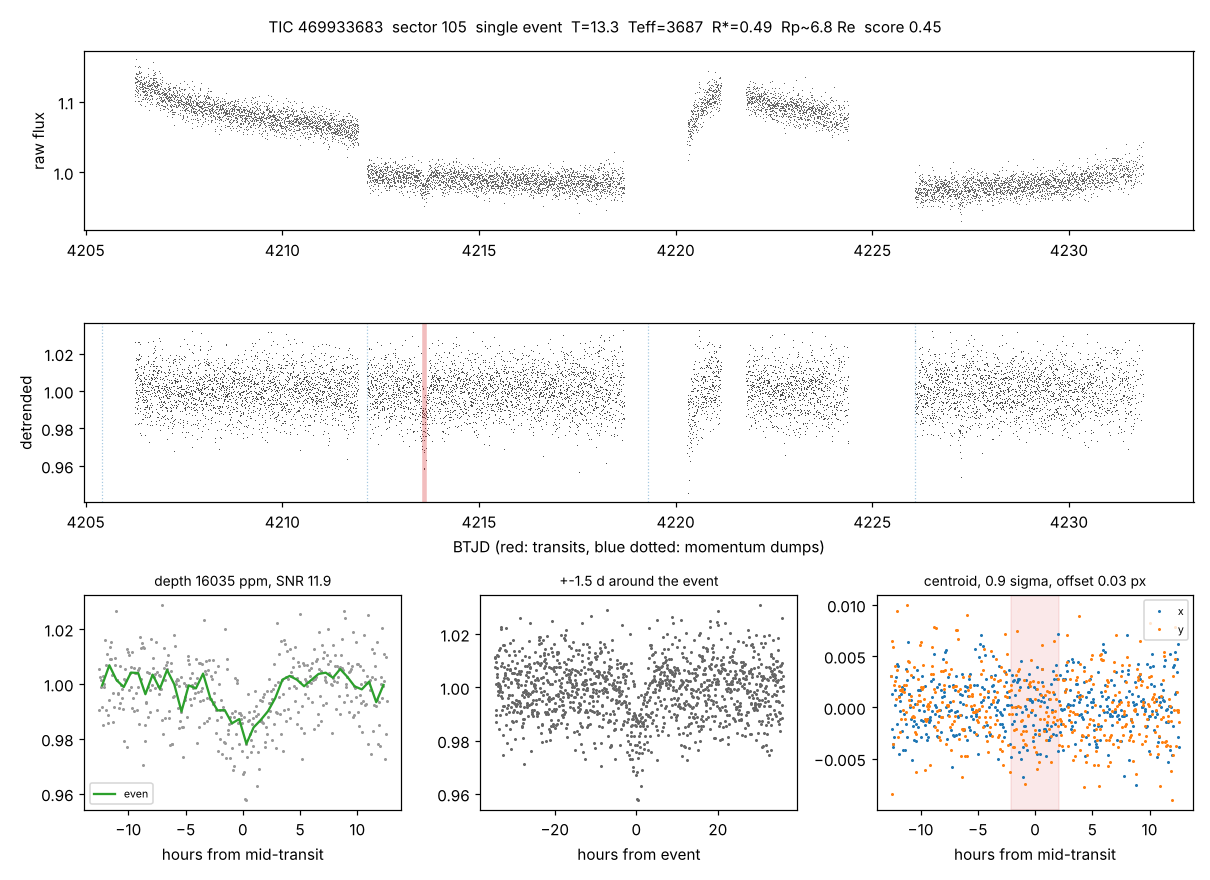 TIC 469933683 sector 105 single event T=13.3 Teff=3687 R*=0.49 Rp~6.8 Re score 0.45
raw flux
1.1
1.0
4205 4210 4215 4220 4225 4230
detrended
1.02
1.00
0.98
0.96
4205 4210 4215 4220 4225 4230
BTJD (red: transits, blue dotted: momentum dumps)
depth 16035 ppm, SNR 11.9
1.02
1.00
0.98
0.96
even
−10 −5 0 5 10
hours from mid-transit
+-1.5 d around the event
1.02
1.00
0.98
0.96
−20 0 20
hours from event
centroid, 0.9 sigma, offset 0.03 px
0.010
0.005
0.000
−0.005
x
y
−10 −5 0 5 10
hours from mid-transit